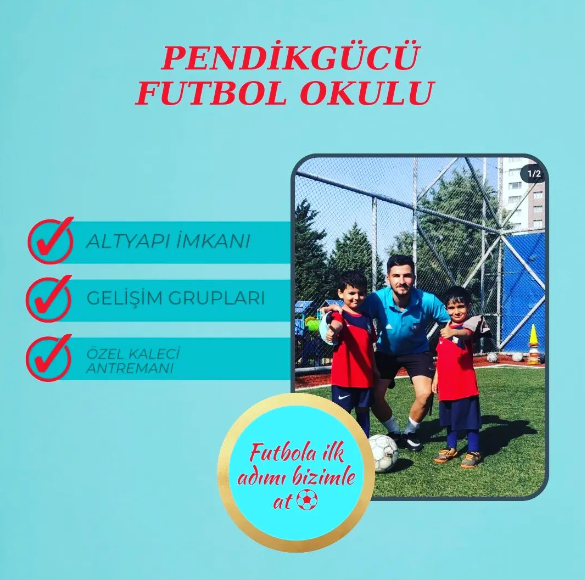 PENDİKGÜCÜ
FUTBOL OKULU
1/2
ALTYAPI İMKANI
GELİŞİM GRUPLARI
ÖZEL KALECİ
ANTREMANI
Futbola ilk
adımı bizimle
at